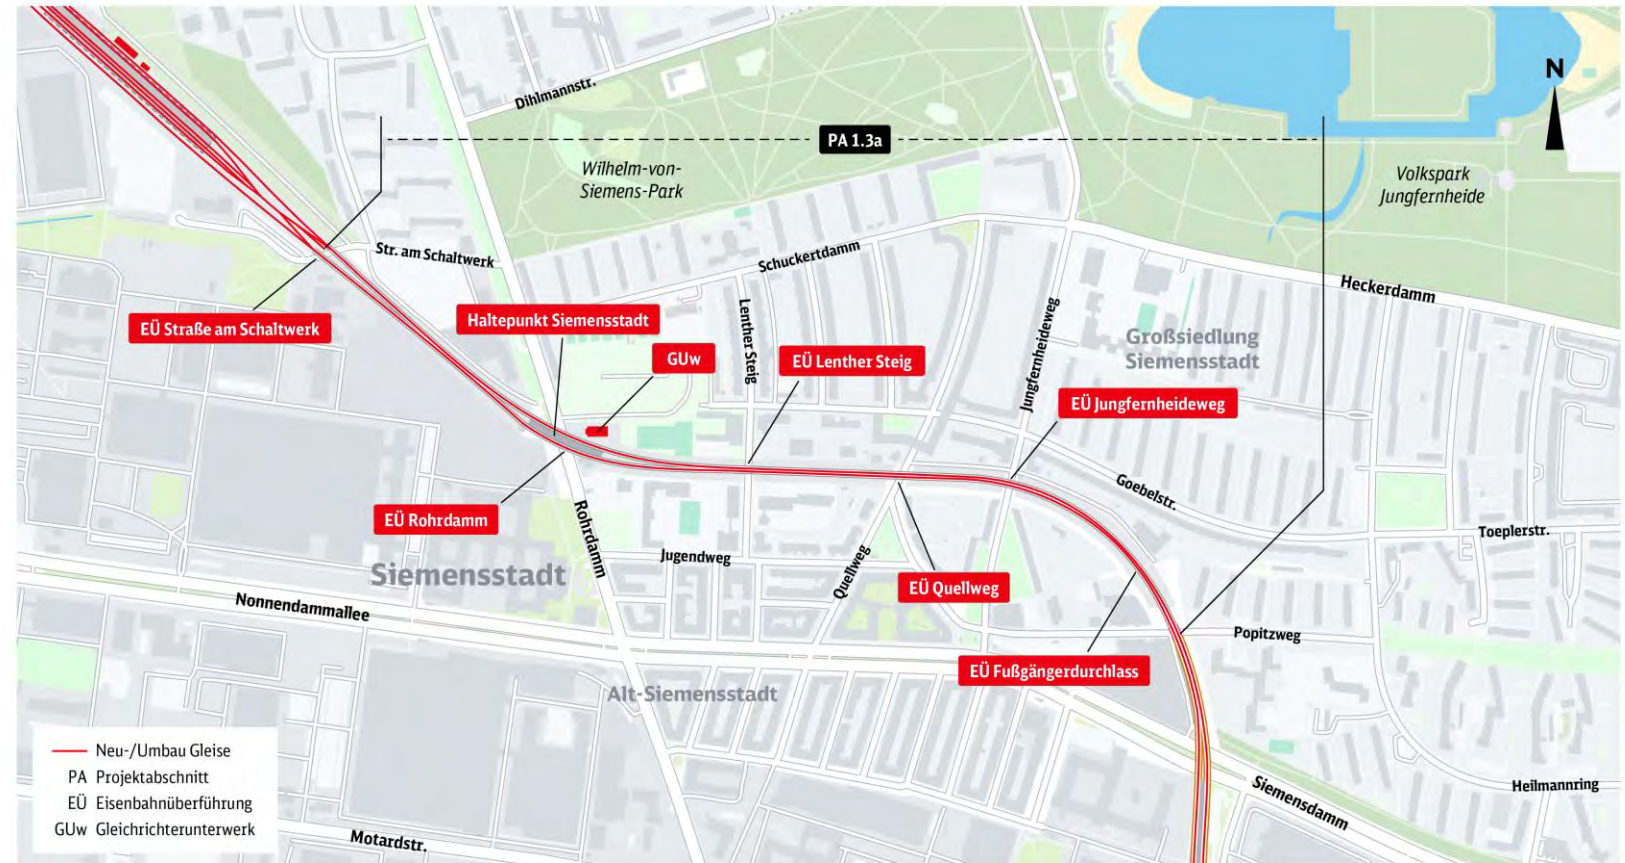 Dihlmannstr.
N
PA 1.3a
Wilhelm-von-
Siemens-Park
Volkspark
Jungfernheide
Str. am Schaltwerk
Schuckertdamm
Heckerdamm
EÜ Straße am Schaltwerk
Haltepunkt Siemensstadt
Lenther Steig
Jungfernheideweg
Großsiedlung
Siemensstadt
GUw
EÜ Lenther Steig
EÜ Jungfernheideweg
Goebelstr.
EÜ Rohrdamm
Rohrdamm
Toeplerstr.
Jugendweg
Quellweg
Siemensstadt
EÜ Quellweg
Nonnendammallee
Popitzweg
EÜ Fußgängerdurchlass
Alt-Siemensstadt
Siemensdamm
Heilmannring
Neu-/Umbau Gleise
PA Projektabschnitt
EÜ Eisenbahnüberführung
GUw Gleichrichterunterwerk
Motardstr.